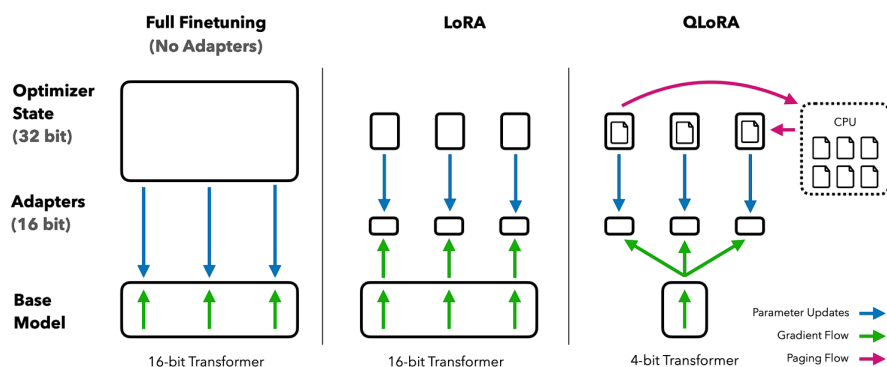 Full Finetuning
(No Adapters)
LoRA
QLoRA
Optimizer
State
(32 bit)
CPU
Adapters
(16 bit)
Base
Model
Parameter Updates
Gradient Flow
Paging Flow
16-bit Transformer
16-bit Transformer
4-bit Transformer